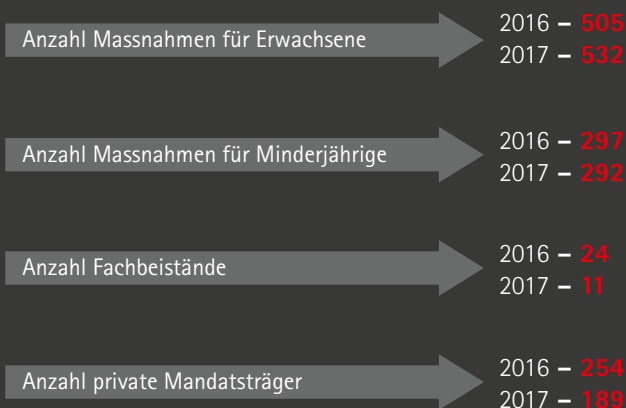 Anzahl Massnahmen für Erwachsene
2016 – 505
2017 – 532
Anzahl Massnahmen für Minderjährige
2016 – 297
2017 – 292
Anzahl Fachbeistände
2016 – 24
2017 – 11
Anzahl private Mandatsträger
2016 – 254
2017 – 189